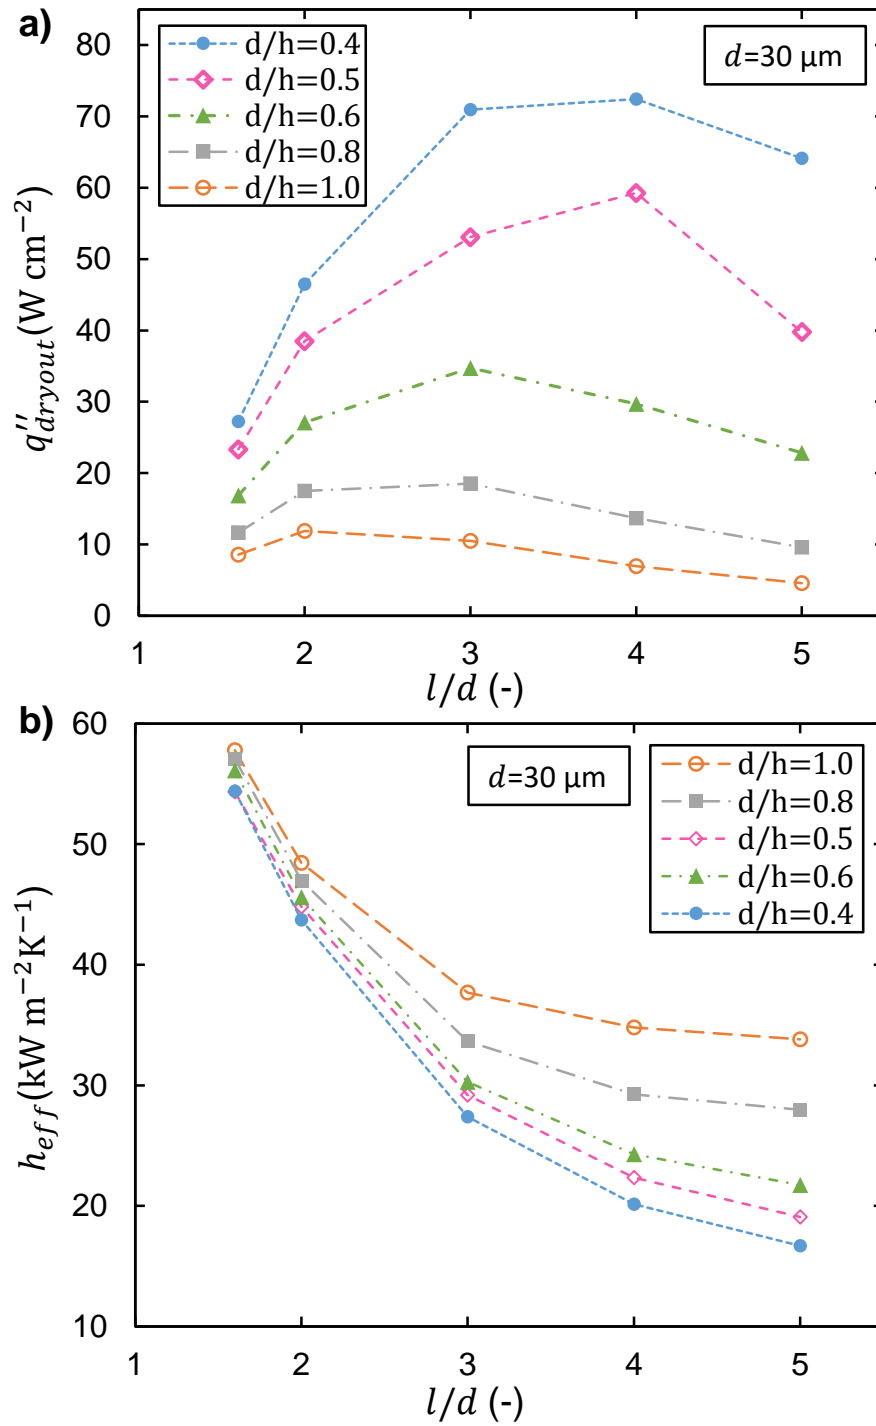 a)
d/h=0.4
d/h=0.5
d/h=0.6
d/h=0.8
d/h=1.0
d=30 μm
80
70
60
50
40
30
20
10
0
q''dryout(W cm−2)
1 2 3 4 5
l/d (-)
b)
d=30 μm
d/h=1.0
d/h=0.8
d/h=0.5
d/h=0.6
d/h=0.4
60
50
40
30
20
10
heff(kW m−2K−1)
1 2 3 4 5
l/d (-)